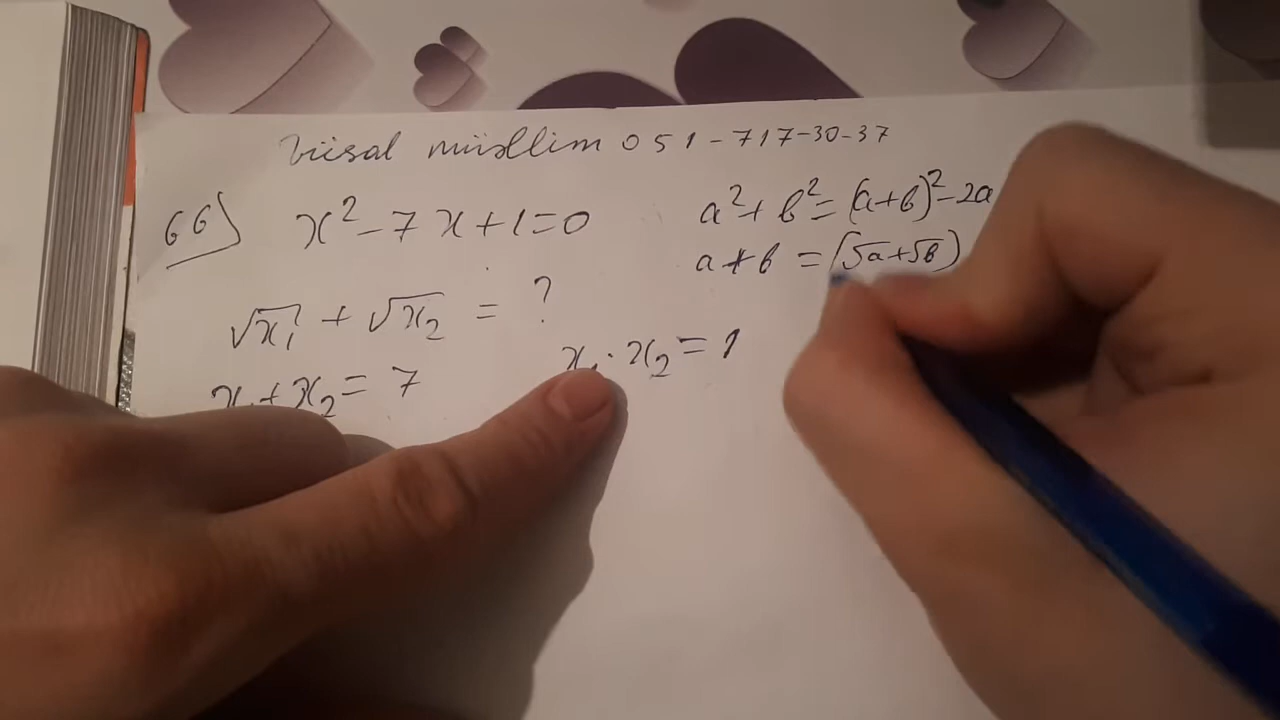 Vüsal müəllim 051-717-30-37
66) x² - 7x + 1 = 0
a² + b² = (a+b)² - 2a
a + b = (√a+√b)
√x₁ + √x₂ = ?
x₁ + x₂ = 7
x₁ · x₂ = 1